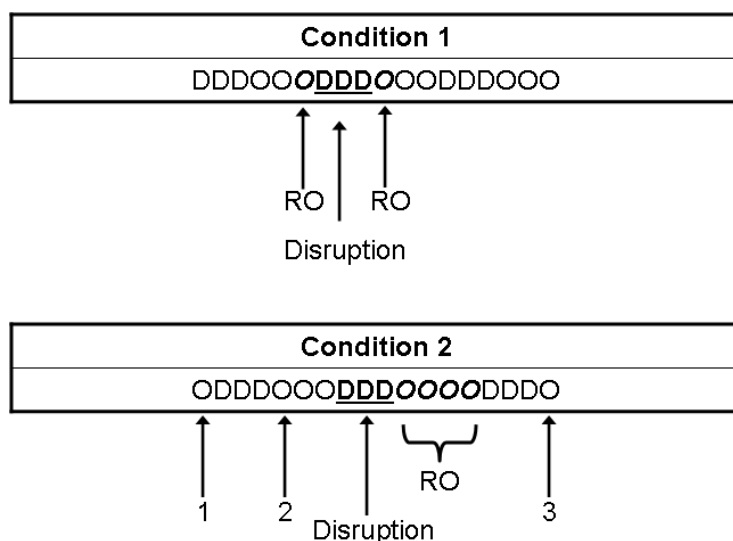 Condition 1
DDDOOODDDOOODDDOOO
RO RO
Disruption
Condition 2
ODDDOOODDDOOOODDDO
RO
1 2 3
Disruption